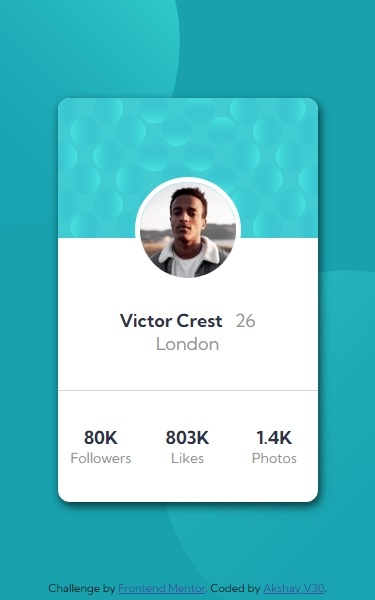 Victor Crest 26
London
80K 803K 1.4K
Followers Likes Photos
Challenge by Frontend Mentor. Coded by Akshay V30.